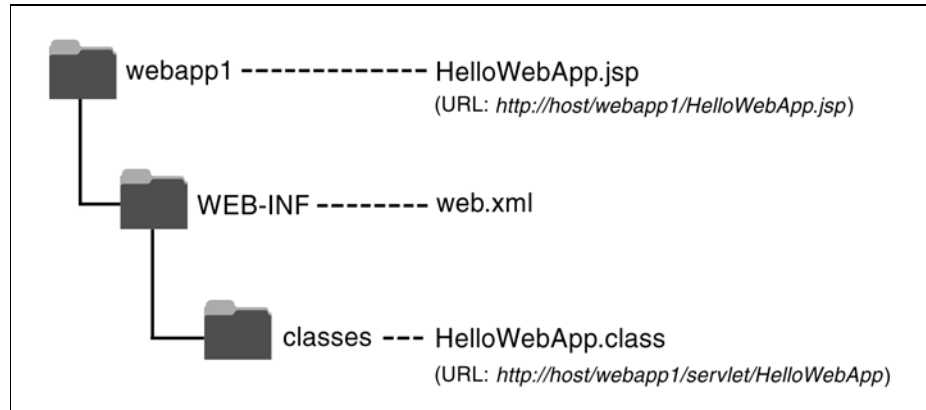 webapp1 HelloWebApp.jsp
(URL: http://host/webapp1/HelloWebApp.jsp)
WEB-INF web.xml
classes HelloWebApp.class
(URL: http://host/webapp1/servlet/HelloWebApp)